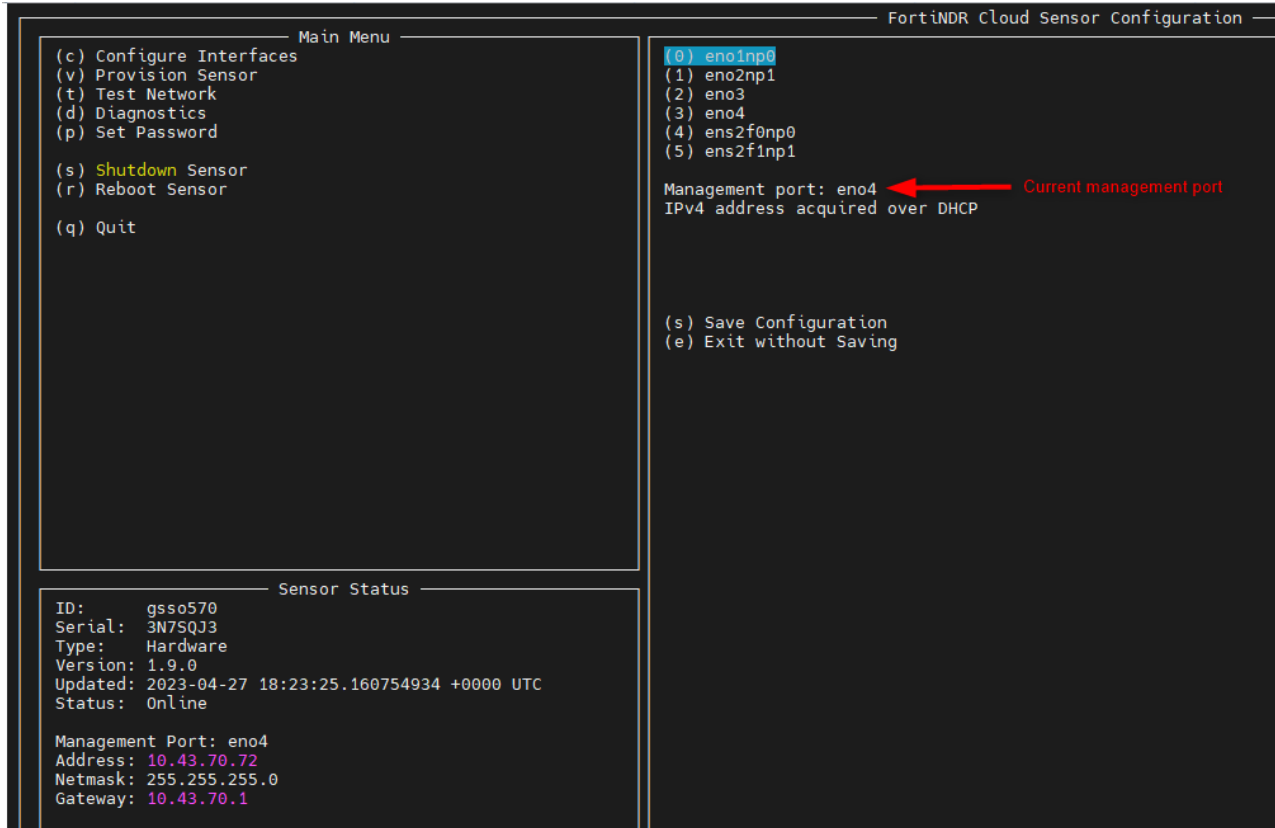 FortiNDR Cloud Sensor Configuration
Main Menu
(c) Configure Interfaces
(v) Provision Sensor
(t) Test Network
(d) Diagnostics
(p) Set Password
(s) Shutdown Sensor
(r) Reboot Sensor
(q) Quit
(0) eno1np0
(1) eno2np1
(2) eno3
(3) eno4
(4) ens2f0np0
(5) ens2f1np1
Management port: eno4 Current management port
IPv4 address acquired over DHCP
(s) Save Configuration
(e) Exit without Saving
Sensor Status
ID: gsso570
Serial: 3N7SQJ3
Type: Hardware
Version: 1.9.0
Updated: 2023-04-27 18:23:25.160754934 +0000 UTC
Status: Online
Management Port: eno4
Address: 10.43.70.72
Netmask: 255.255.255.0
Gateway: 10.43.70.1